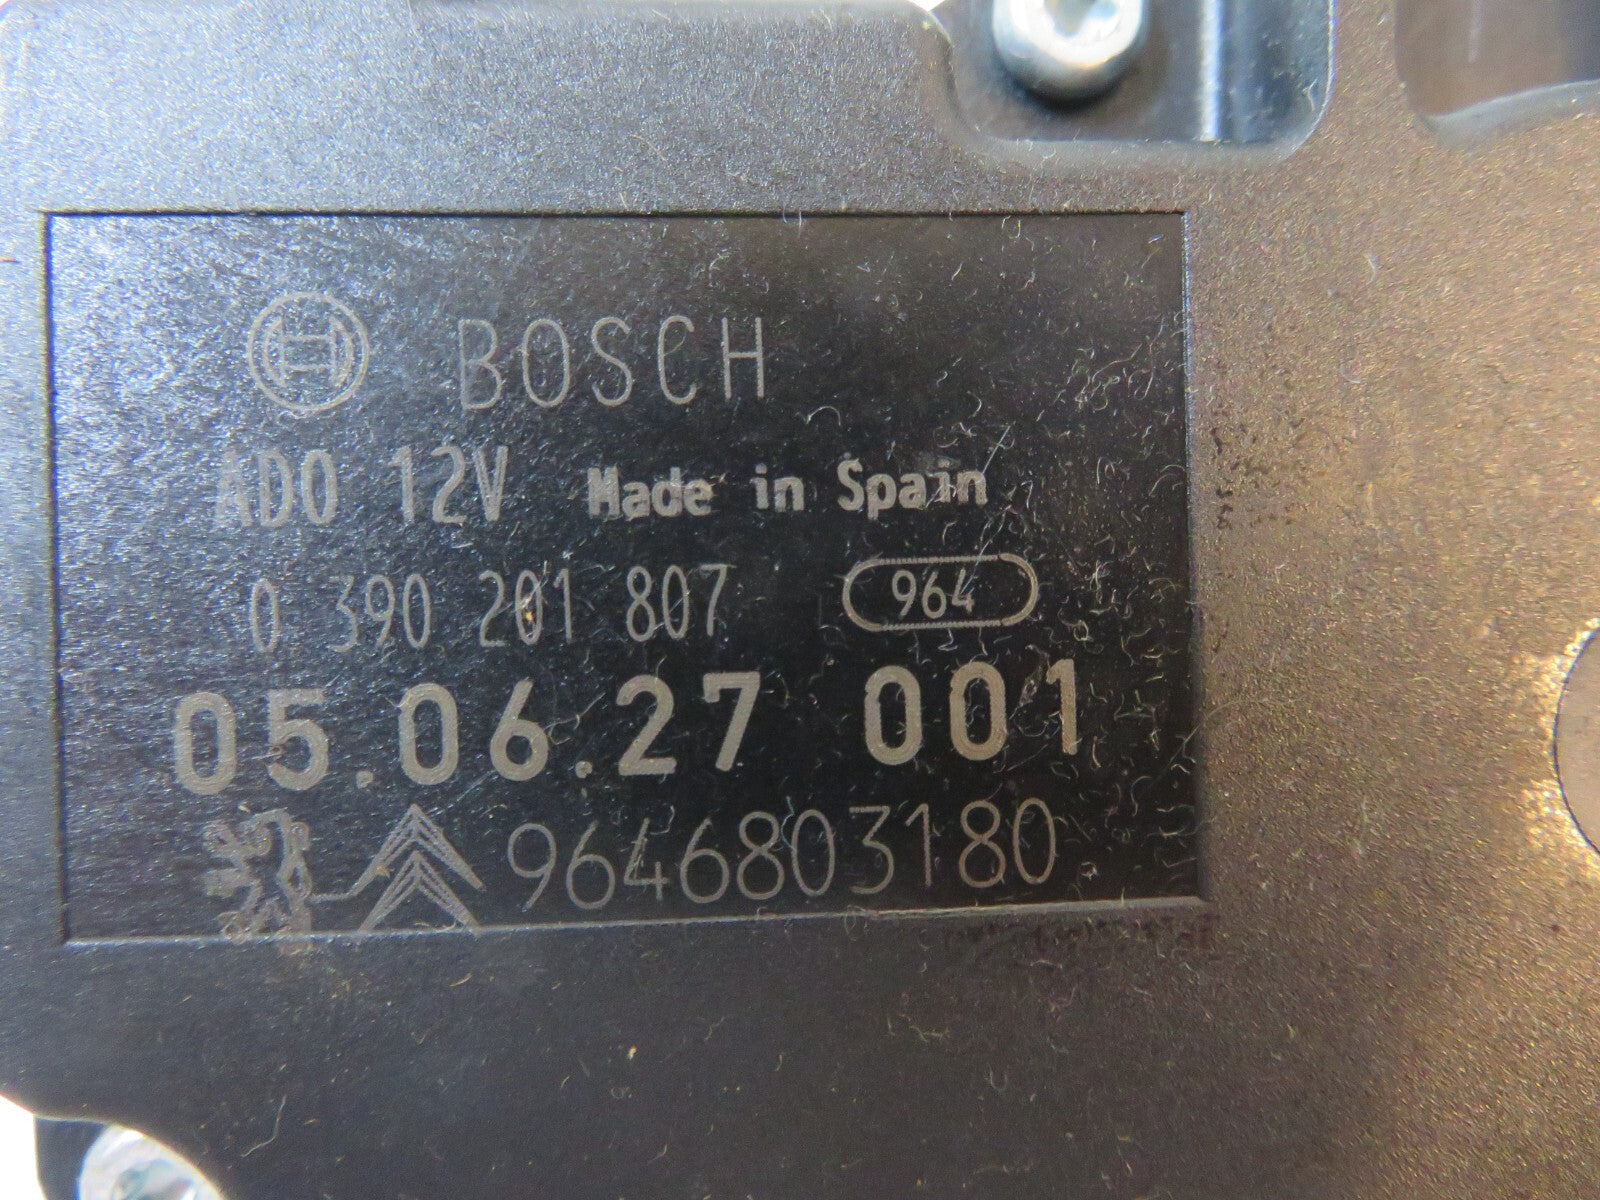 BOSCH
ADO 12V Made in Spain
0 390 201 807 964
05.06.27 001
9646803180